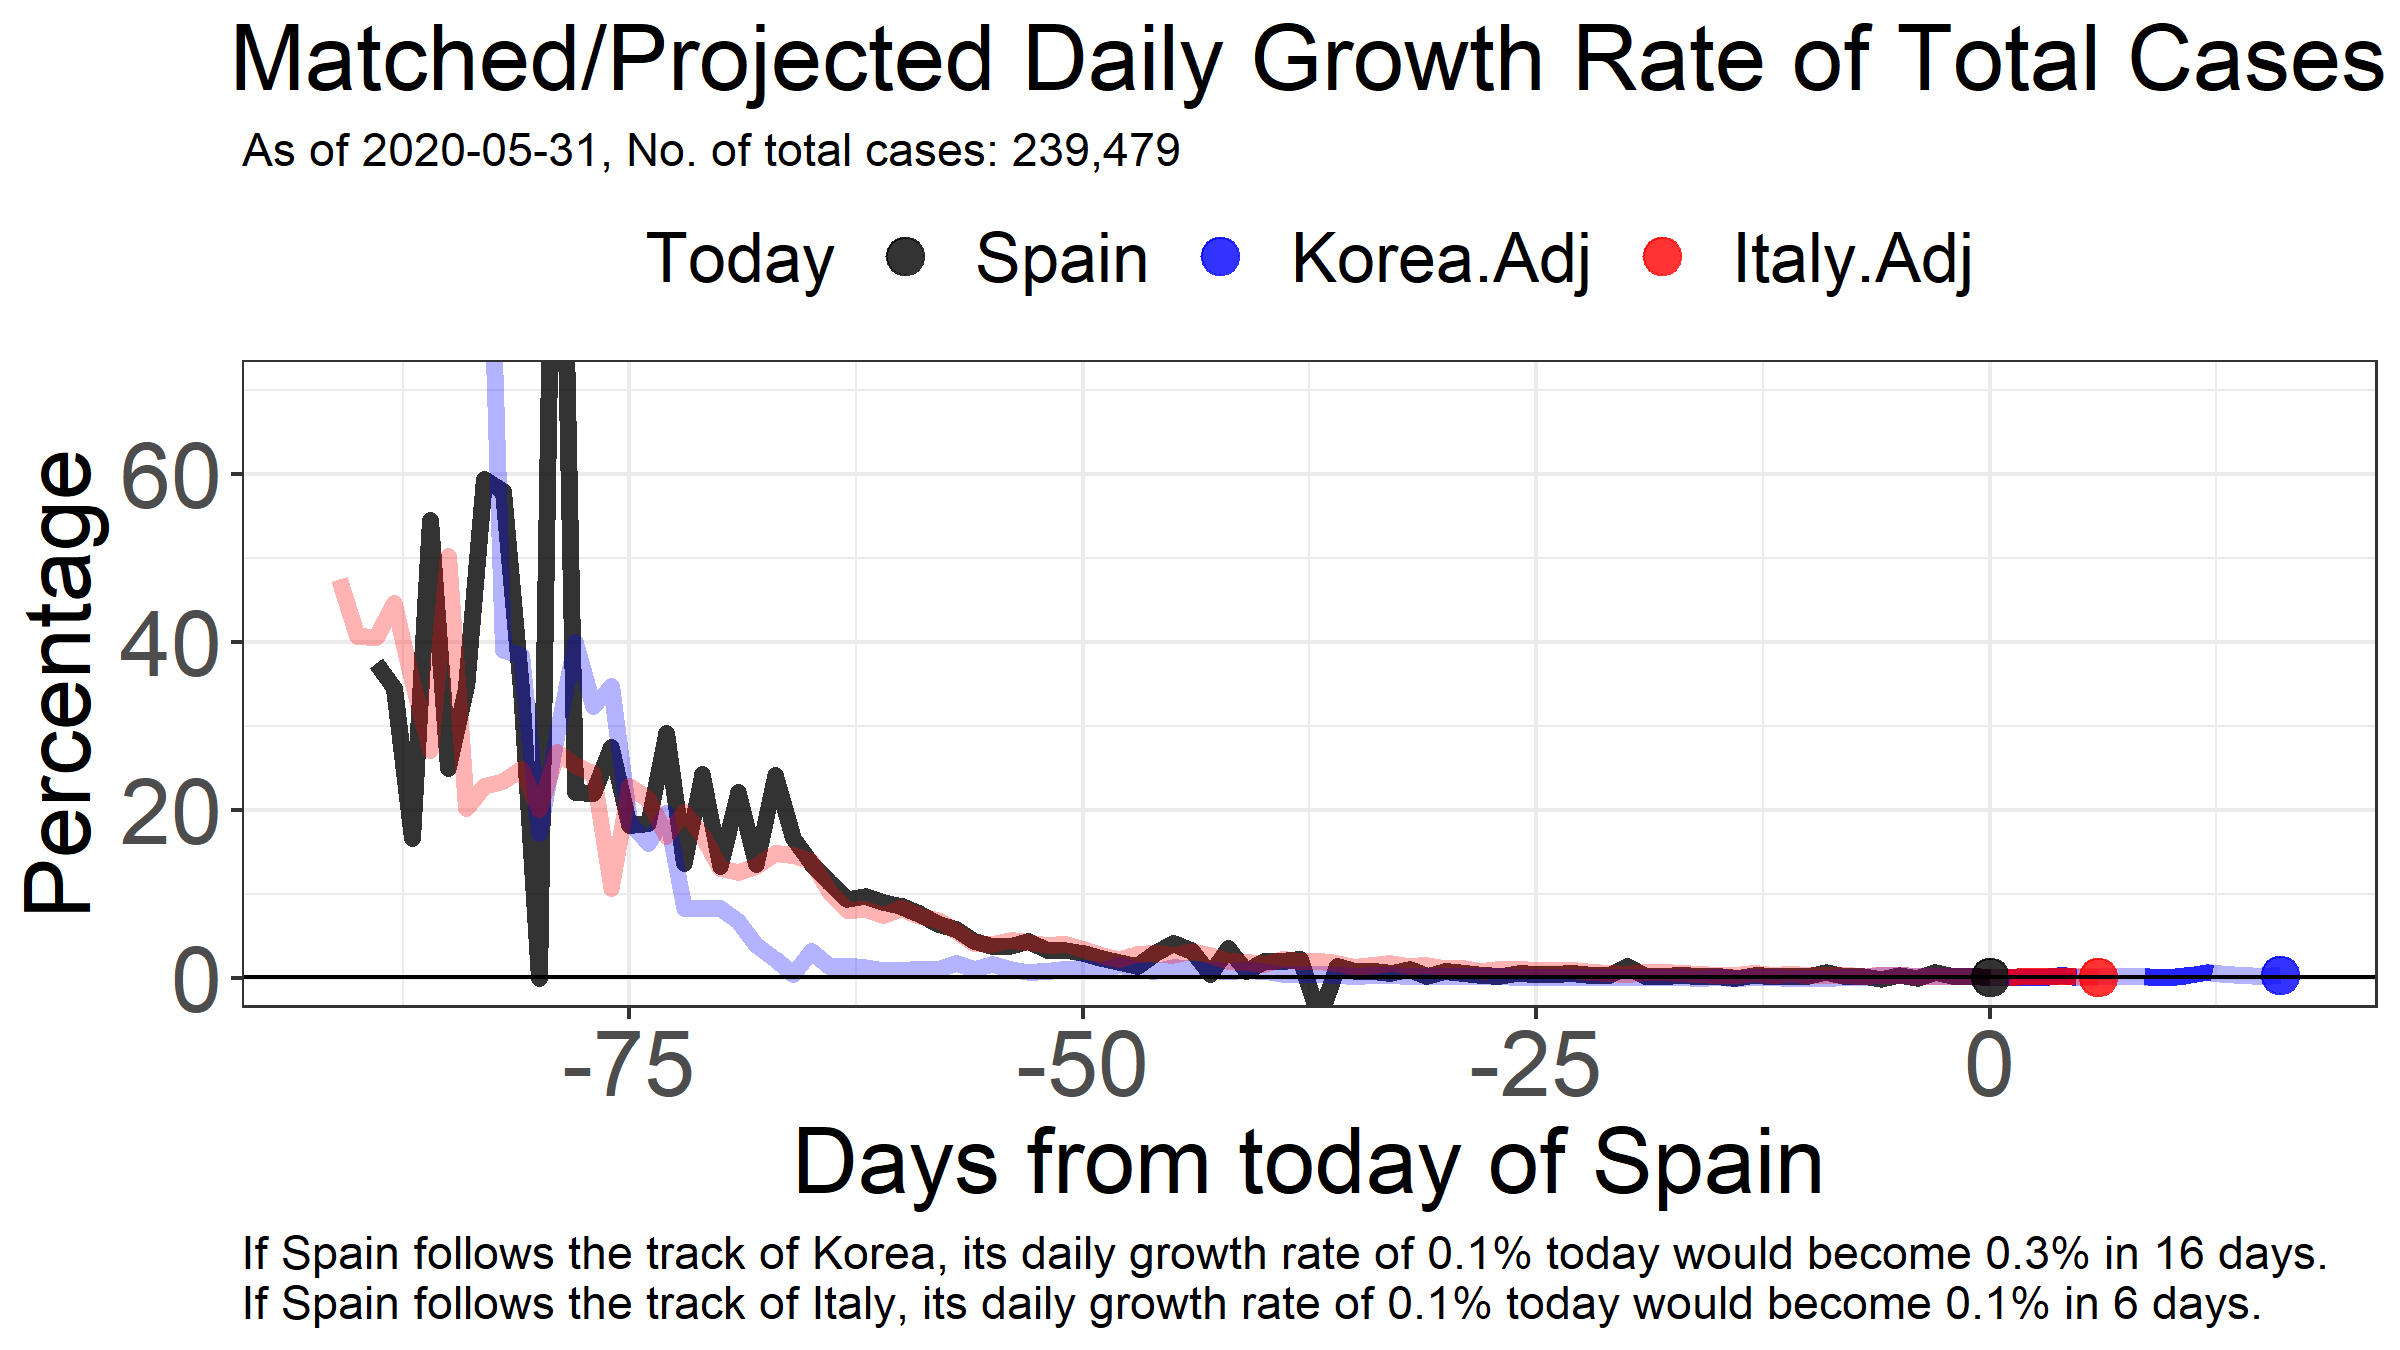 Matched/Projected Daily Growth Rate of Total Cases
As of 2020-05-31, No. of total cases: 239,479
Today Spain Korea.Adj Italy.Adj
Percentage
60
40
20
0
-75 -50 -25 0
Days from today of Spain
If Spain follows the track of Korea, its daily growth rate of 0.1% today would become 0.3% in 16 days.
If Spain follows the track of Italy, its daily growth rate of 0.1% today would become 0.1% in 6 days.